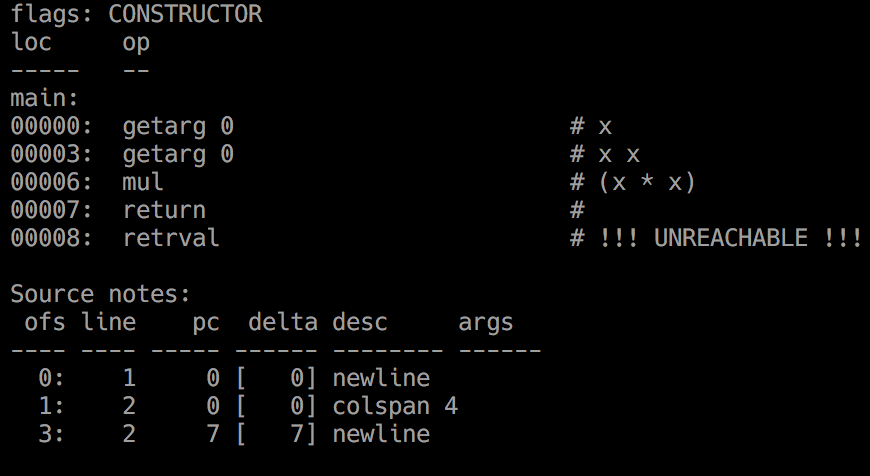 flags: CONSTRUCTOR
loc     op
-----   --
main:
00000:  getarg 0                        # x
00003:  getarg 0                        # x x
00006:  mul                             # (x * x)
00007:  return                          #
00008:  retrval                         # !!! UNREACHABLE !!!

Source notes:
 ofs line    pc  delta desc     args
---- ---- ----- ------ -------- ------
  0:    1     0 [   0] newline
  1:    2     0 [   0] colspan 4
  3:    2     7 [   7] newline